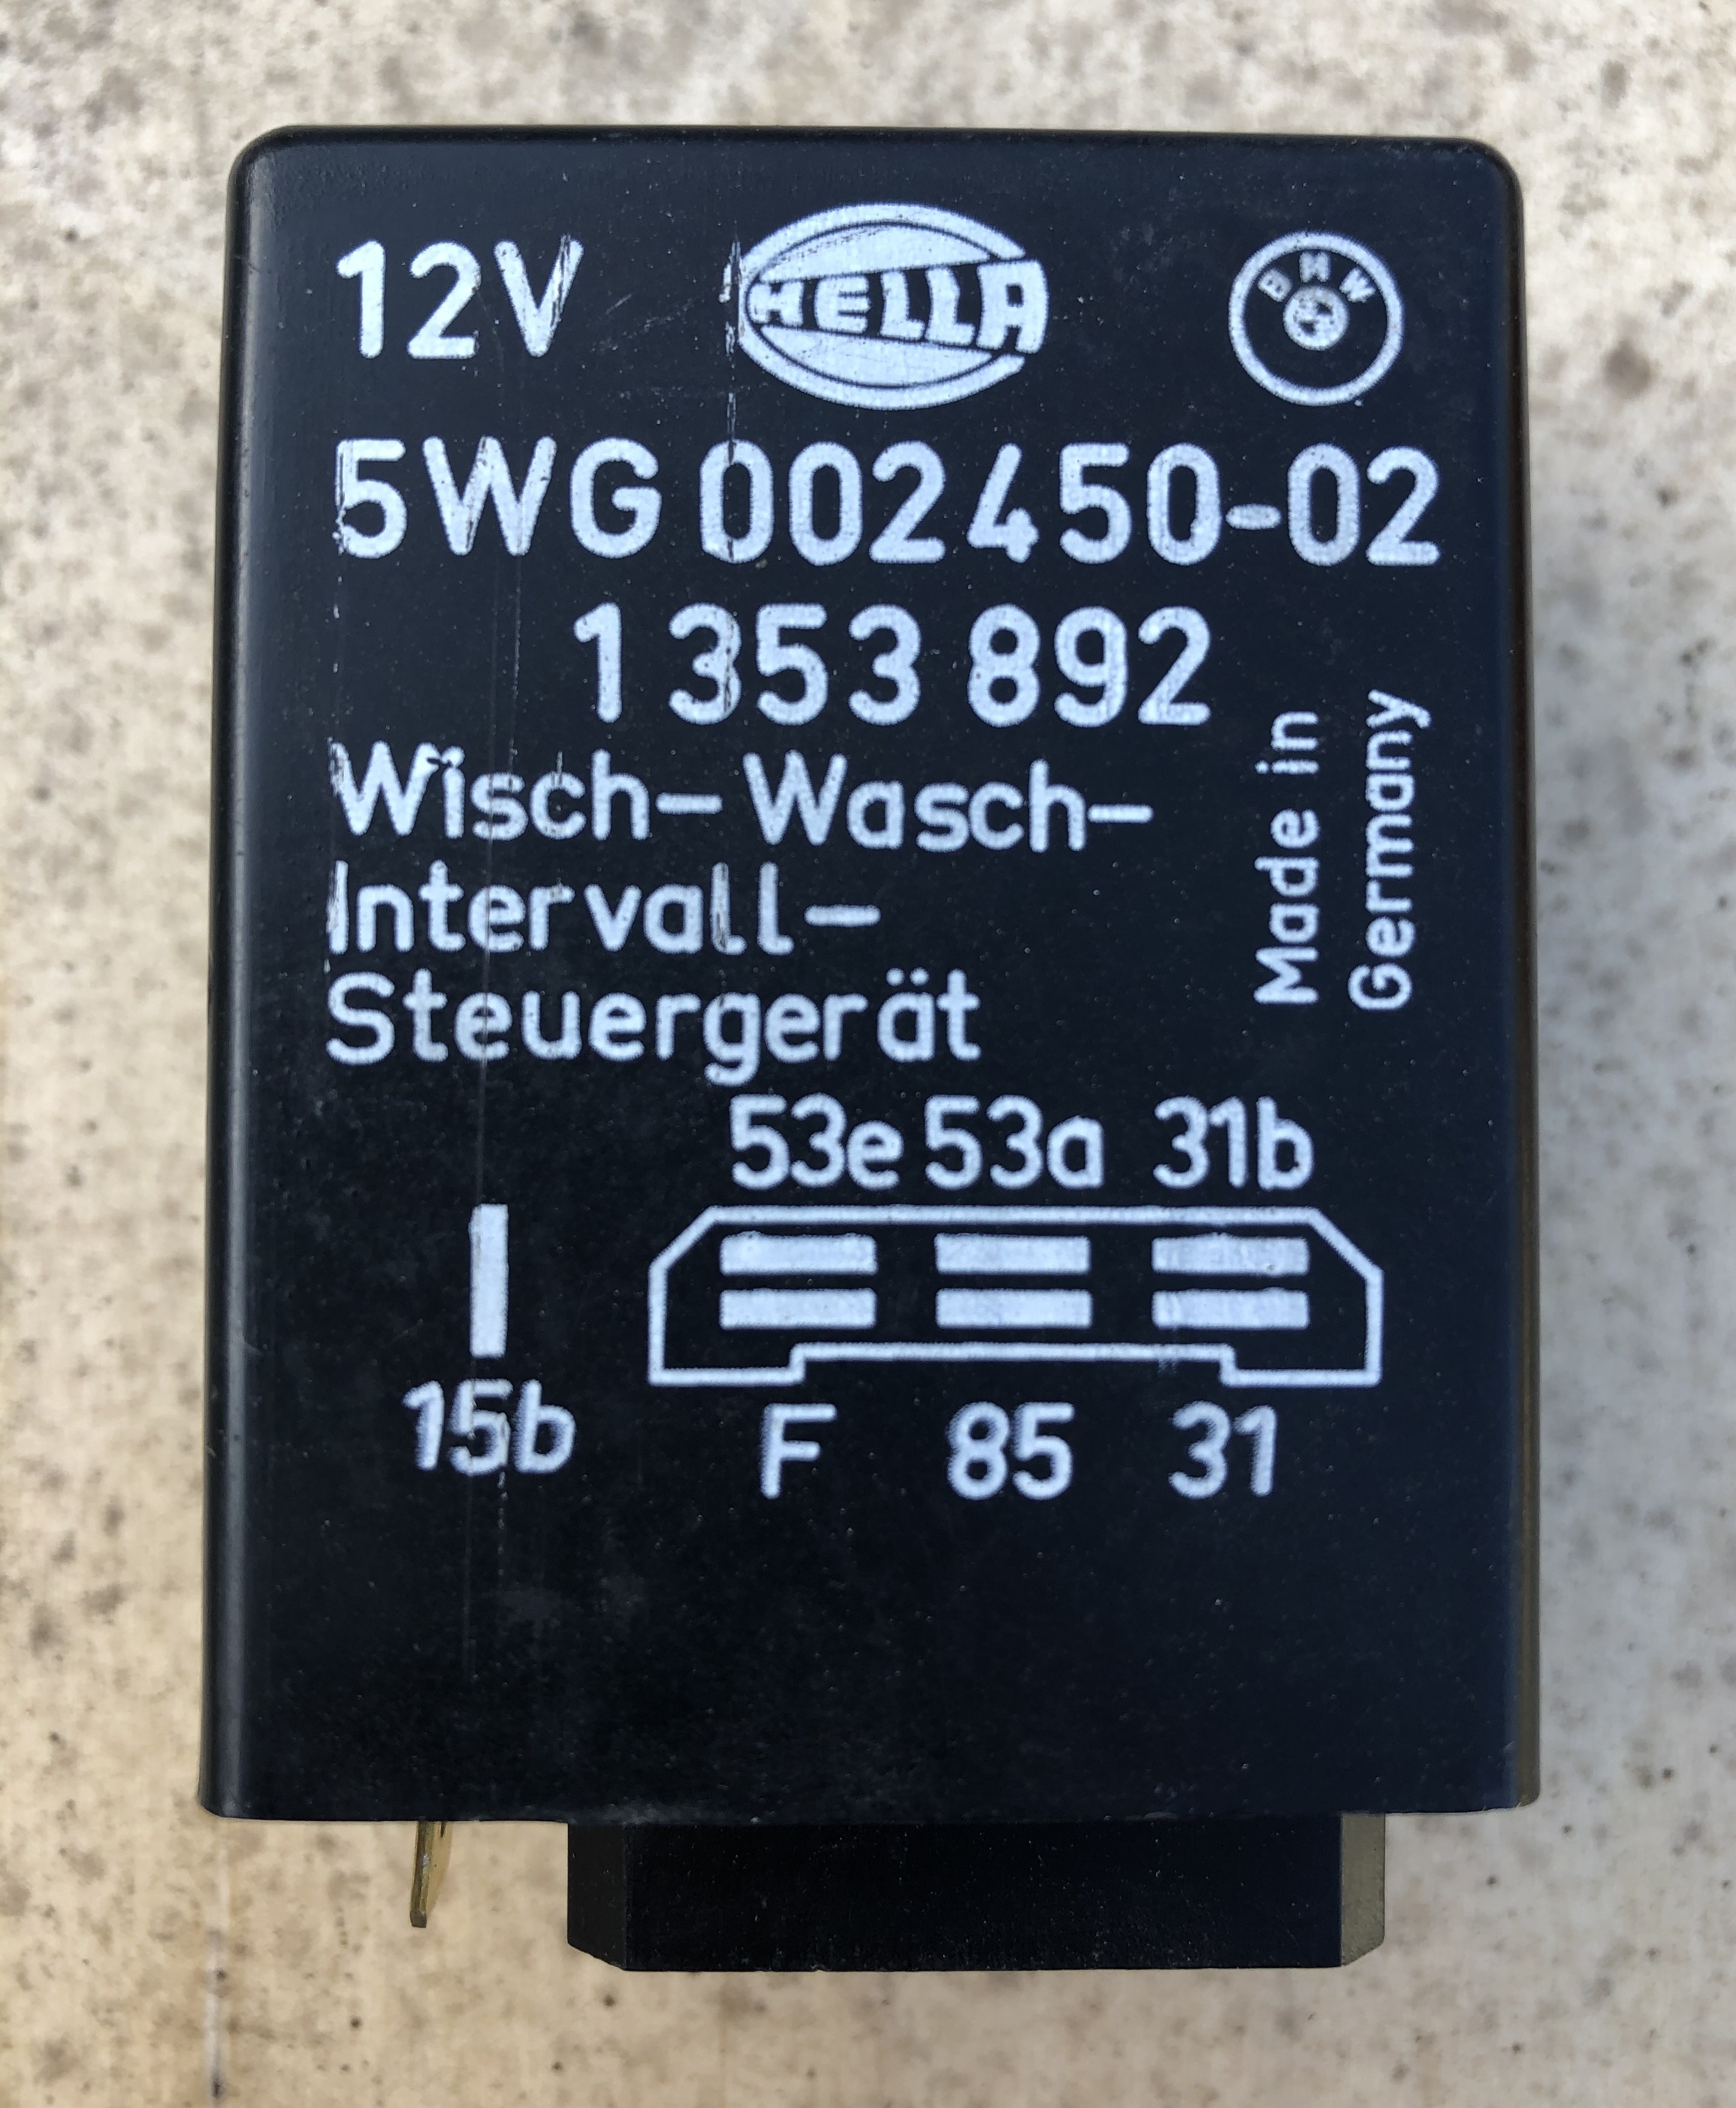 12V HELLA BMW
5WG 002450-02
1 353 892
Wisch-Wasch-
Intervall-
Steuergerät
Made in
Germany
53e 53a 31b
15b F 85 31